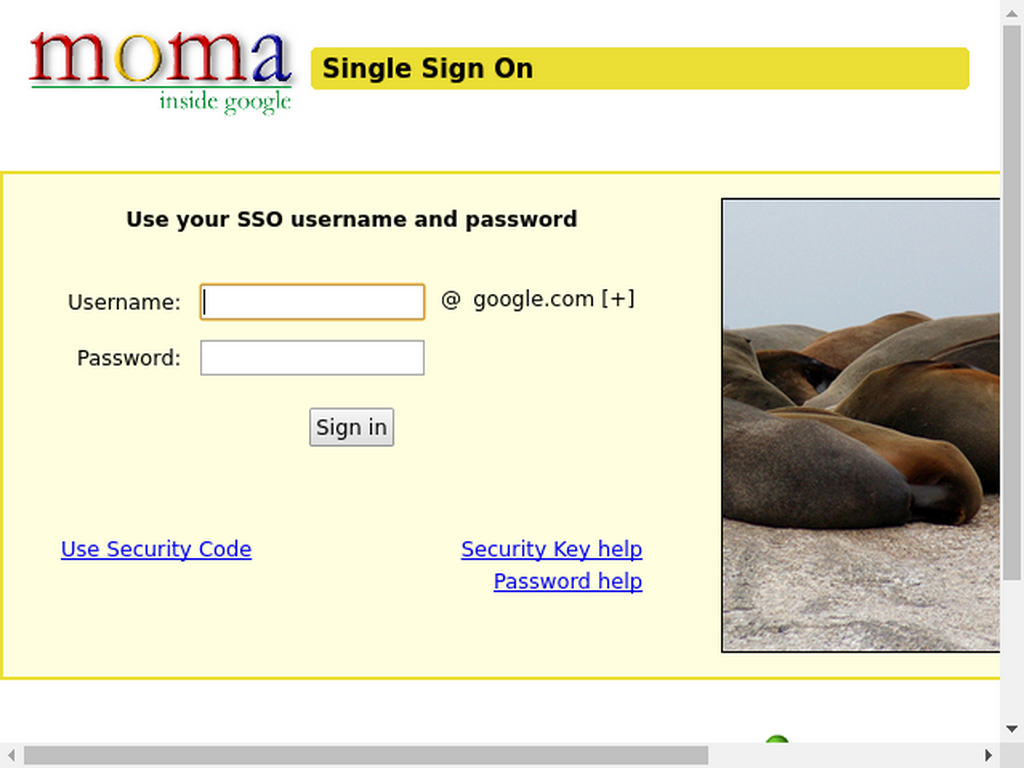 moma
inside google
Single Sign On
Use your SSO username and password
Username:
@ google.com [+]
Password:
Sign in
Use Security Code
Security Key help
Password help